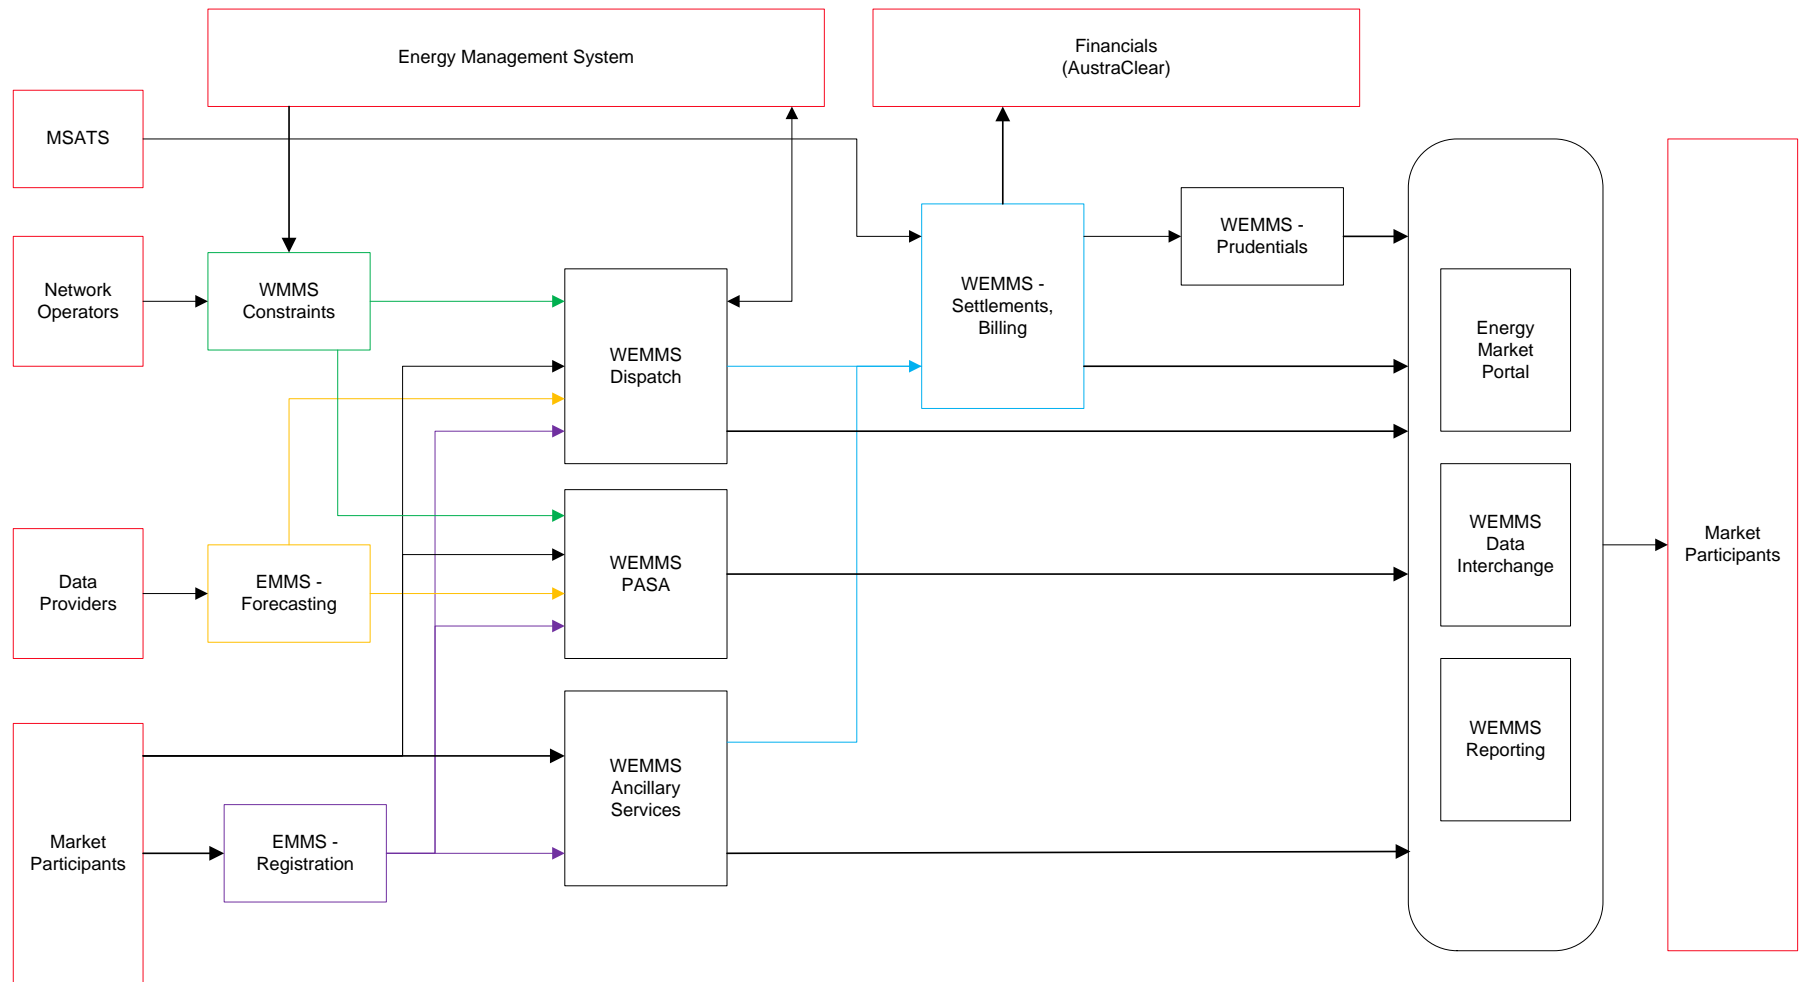 Energy Management System
Financials
(AustraClear)
MSATS
Network
Operators
WMMS
Constraints
WEMMS
Dispatch
WEMMS -
Settlements,
Billing
WEMMS -
Prudentials
Energy
Market
Portal
Data
Providers
EMMS -
Forecasting
WEMMS
PASA
WEMMS
Data
Interchange
Market
Participants
Market
Participants
EMMS -
Registration
WEMMS
Ancillary
Services
WEMMS
Reporting